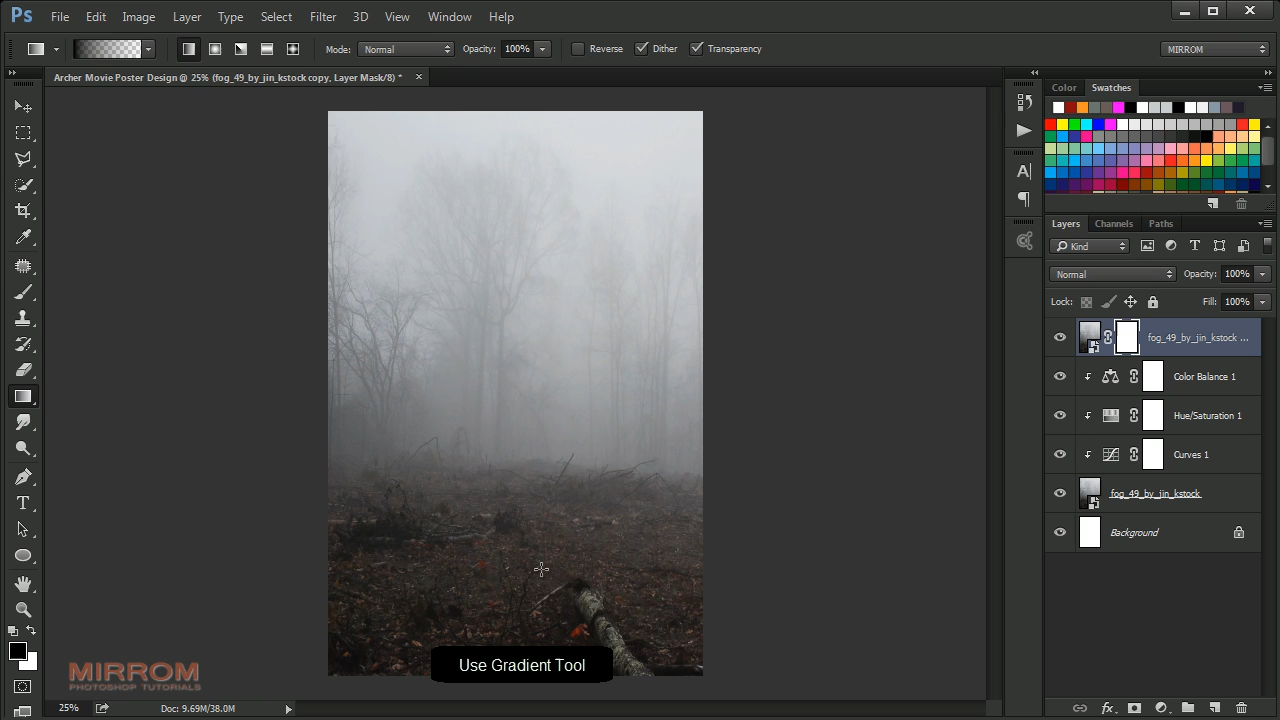 Ps File Edit Image Layer Type Select Filter 3D View Window Help
Mode: Normal Opacity: 100% Reverse Dither Transparency MIRROM
Archer Movie Poster Design @ 25% (fog_49_by_jin_kstock copy, Layer Mask/8) *
Color Swatches
Layers Channels Paths
Kind
Normal Opacity: 100%
Lock: Fill: 100%
fog_49_by_jin_kstock ...
Color Balance 1
Hue/Saturation 1
Curves 1
fog_49_by_jin_kstock
Background
Use Gradient Tool
MIRROM
PHOTOSHOP TUTORIALS
25% Doc: 9.69M/38.0M